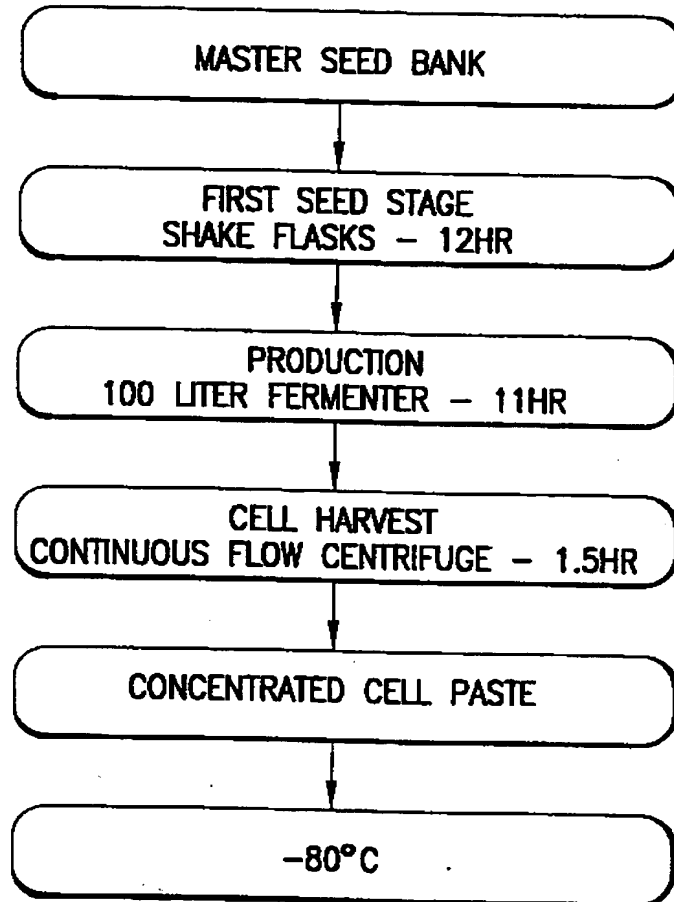 MASTER SEED BANK
FIRST SEED STAGE
SHAKE FLASKS - 12HR
PRODUCTION
100 LITER FERMENTER - 11HR
CELL HARVEST
CONTINUOUS FLOW CENTRIFUGE - 1.5HR
CONCENTRATED CELL PASTE
-80°C